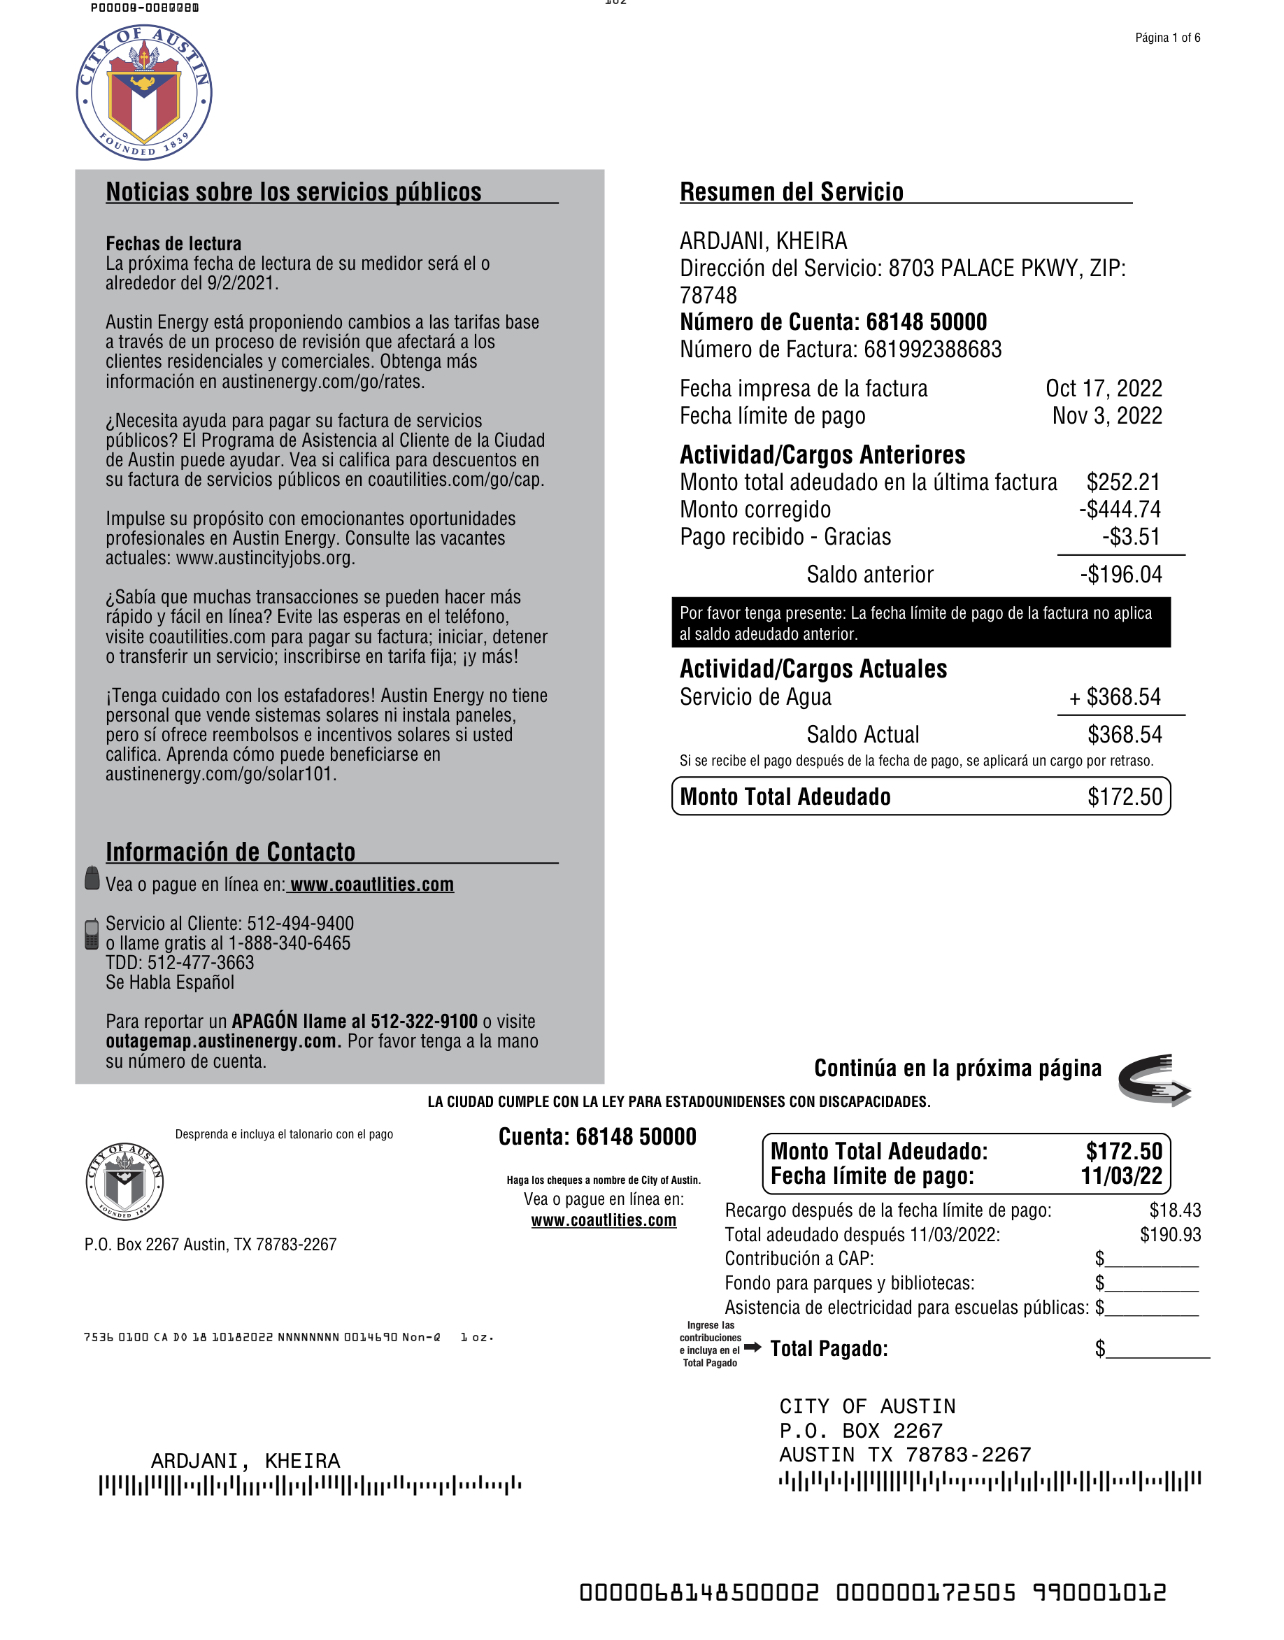 Página 1 of 6
CITY OF AUSTIN
FOUNDED 1839
Noticias sobre los servicios públicos
Fechas de lectura
La próxima fecha de lectura de su medidor será el o
alrededor del 9/2/2021.
Austin Energy está proponiendo cambios a las tarifas base
a través de un proceso de revisión que afectará a los
clientes residenciales y comerciales. Obtenga más
información en austinenergy.com/go/rates.
¿Necesita ayuda para pagar su factura de servicios
públicos? El Programa de Asistencia al Cliente de la Ciudad
de Austin puede ayudar. Vea si califica para descuentos en
su factura de servicios públicos en coautilities.com/go/cap.
Impulse su propósito con emocionantes oportunidades
profesionales en Austin Energy. Consulte las vacantes
actuales: www.austincityjobs.org.
¿Sabía que muchas transacciones se pueden hacer más
rápido y fácil en línea? Evite las esperas en el teléfono,
visite coautilities.com para pagar su factura; iniciar, detener
o transferir un servicio; inscribirse en tarifa fija; ¡y más!
¡Tenga cuidado con los estafadores! Austin Energy no tiene
personal que vende sistemas solares ni instala paneles,
pero sí ofrece reembolsos e incentivos solares si usted
califica. Aprenda cómo puede beneficiarse en
austinenergy.com/go/solar101.
Información de Contacto
Vea o pague en línea en: www.coautlities.com
Servicio al Cliente: 512-494-9400
o llame gratis al 1-888-340-6465
TDD: 512-477-3663
Se Habla Español
Para reportar un APAGÓN llame al 512-322-9100 o visite
outagemap.austinenergy.com. Por favor tenga a la mano
su número de cuenta.
Resumen del Servicio
ARDJANI, KHEIRA
Dirección del Servicio: 8703 PALACE PKWY, ZIP:
78748
Número de Cuenta: 68148 50000
Número de Factura: 681992388683
Fecha impresa de la factura Oct 17, 2022
Fecha límite de pago Nov 3, 2022
Actividad/Cargos Anteriores
Monto total adeudado en la última factura $252.21
Monto corregido -$444.74
Pago recibido - Gracias -$3.51
Saldo anterior -$196.04
Por favor tenga presente: La fecha límite de pago de la factura no aplica
al saldo adeudado anterior.
Actividad/Cargos Actuales
Servicio de Agua + $368.54
Saldo Actual $368.54
Si se recibe el pago después de la fecha de pago, se aplicará un cargo por retraso.
Monto Total Adeudado $172.50
Continúa en la próxima página
LA CIUDAD CUMPLE CON LA LEY PARA ESTADOUNIDENSES CON DISCAPACIDADES.
CITY OF AUSTIN
FOUNDED 1839
Desprenda e incluya el talonario con el pago
P.O. Box 2267 Austin, TX 78783-2267
Cuenta: 68148 50000
Haga los cheques a nombre de City of Austin.
Vea o pague en línea en:
www.coautlities.com
Monto Total Adeudado: $172.50
Fecha límite de pago: 11/03/22
Recargo después de la fecha límite de pago: $18.43
Total adeudado después 11/03/2022: $190.93
Contribución a CAP: $__________
Fondo para parques y bibliotecas: $__________
Asistencia de electricidad para escuelas públicas: $__________
Ingrese las
contribuciones
e incluya en el
Total Pagado
Total Pagado: $___________
7536 0100 CA DO 18 10182022 NNNNNNNN 0014690 Non-Q 1 oz.
CITY OF AUSTIN
P.O. BOX 2267
AUSTIN TX 78783-2267
ARDJANI, KHEIRA
0000068148500002 000000172505 990001012